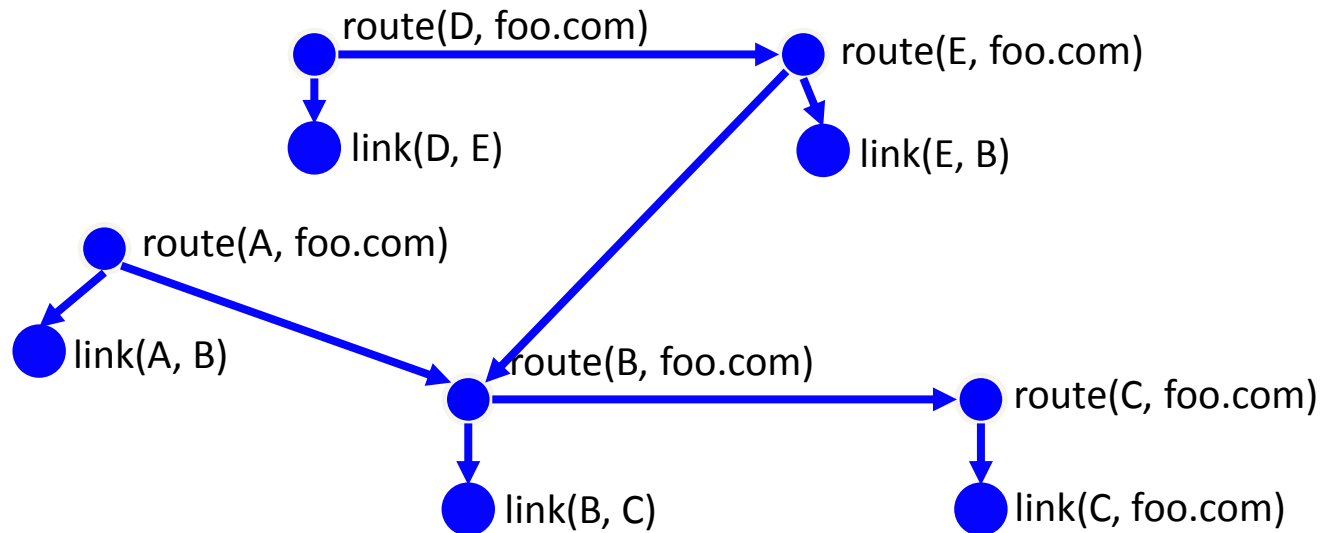 route(D, foo.com)
route(E, foo.com)
link(D, E)
link(E, B)
route(A, foo.com)
link(A, B)
route(B, foo.com)
route(C, foo.com)
link(B, C)
link(C, foo.com)